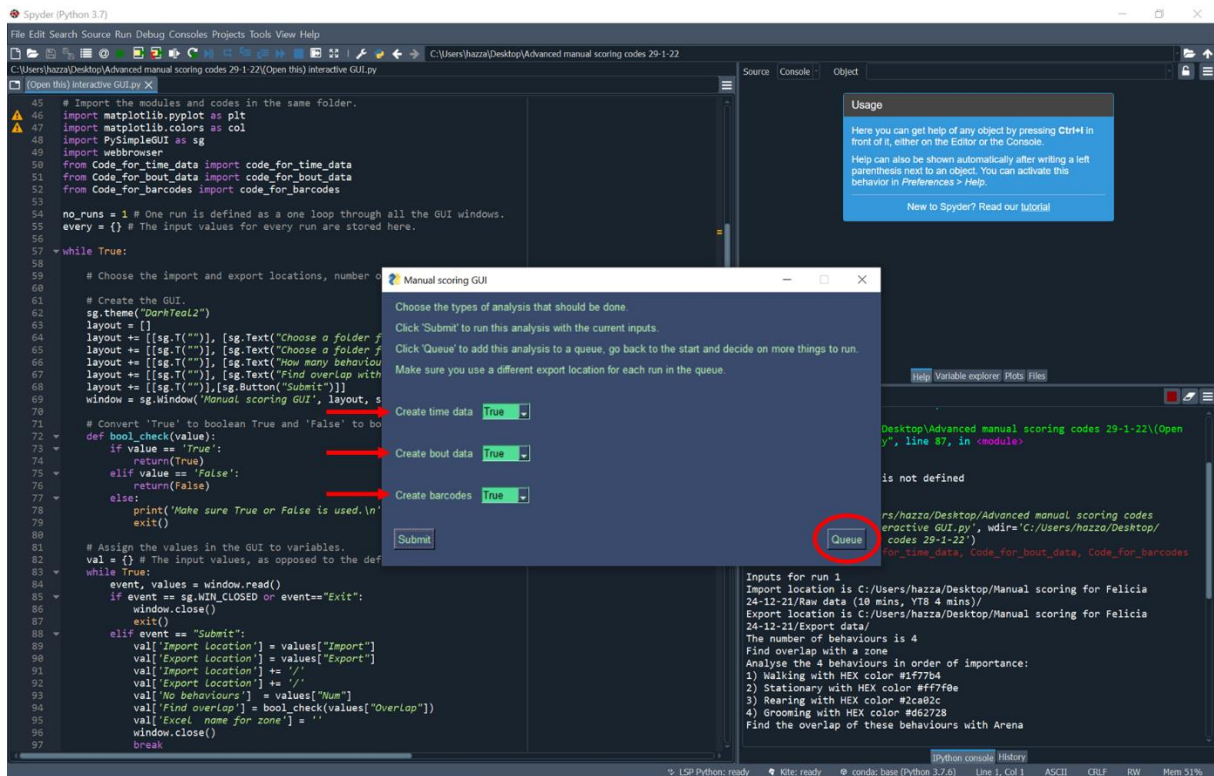 Spyder (Python 3.7)
File Edit Search Source Run Debug Consoles Projects Tools View Help
C:\Users\hazza\Desktop\Advanced manual scoring codes 29-1-22
C:\Users\hazza\Desktop\Advanced manual scoring codes 29-1-22\(Open this) interactive GUI.py
(Open this) interactive GUI.py
45 # Import the modules and codes in the same folder.
46 import matplotlib.pyplot as plt
47 import matplotlib.colors as col
48 import PySimpleGUI as sg
49 import webbrowser
50 from Code_for_time_data import code_for_time_data
51 from Code_for_bout_data import code_for_bout_data
52 from Code_for_barcodes import code_for_barcodes
53
54 no_runs = 1 # One run is defined as a one loop through all the GUI windows.
55 every = {} # The input values for every run are stored here.
56
57 while True:
58
59 # Choose the import and export locations, number o
60
61 # Create the GUI.
62 sg.theme("DarkTeal2")
63 layout = []
64 layout += [[sg.T("")], [sg.Text("Choose a folder f
65 layout += [[sg.T("")], [sg.Text("Choose a folder f
66 layout += [[sg.T("")], [sg.Text("How many behaviou
67 layout += [[sg.T("")], [sg.Text("Find overlap with
68 layout += [[sg.T("")],[sg.Button("Submit")]]
69 window = sg.Window('Manual scoring GUI', layout, s
70
71 # Convert 'True' to boolean True and 'False' to bo
72 def bool_check(value):
73 if value == 'True':
74 return(True)
75 elif value == 'False':
76 return(False)
77 else:
78 print('Make sure True or False is used.\n'
79 exit()
80
81 # Assign the values in the GUI to variables.
82 val = {} # The input values, as opposed to the def
83 while True:
84 event, values = window.read()
85 if event == sg.WIN_CLOSED or event=="Exit":
86 window.close()
87 exit()
88 elif event == "Submit":
89 val['Import location'] = values["Import"]
90 val['Export location'] = values["Export"]
91 val['Import location'] += '/'
92 val['Export location'] += '/'
93 val['No behaviours'] = values["Num"]
94 val['Find overlap'] = bool_check(values["Overlap"])
95 val['Excel name for zone'] = ''
96 window.close()
97 break
Manual scoring GUI
Choose the types of analysis that should be done.
Click 'Submit' to run this analysis with the current inputs.
Click 'Queue' to add this analysis to a queue, go back to the start and decide on more things to run.
Make sure you use a different export location for each run in the queue.
Create time data True
Create bout data True
Create barcodes True
Submit
Queue
Source Console Object
Usage
Here you can get help of any object by pressing Ctrl+I in
front of it, either on the Editor or the Console.
Help can also be shown automatically after writing a left
parenthesis next to an object. You can activate this
behavior in Preferences > Help.
New to Spyder? Read our tutorial
Help Variable explorer Plots Files
Desktop\Advanced manual scoring codes 29-1-22\(Open
y", line 87, in <module>
is not defined
rs/hazza/Desktop/Advanced manual scoring codes
eractive GUI.py', wdir='C:/Users/hazza/Desktop/
codes 29-1-22')
for_time_data, Code_for_bout_data, Code_for_barcodes
Inputs for run 1
Import location is C:/Users/hazza/Desktop/Manual scoring for Felicia
24-12-21/Raw data (10 mins, YT8 4 mins)/
Export location is C:/Users/hazza/Desktop/Manual scoring for Felicia
24-12-21/Export data/
The number of behaviours is 4
Find overlap with a zone
Analyse the 4 behaviours in order of importance:
1) Walking with HEX color #1f77b4
2) Stationary with HEX color #ff7f0e
3) Rearing with HEX color #2ca02c
4) Grooming with HEX color #d62728
Find the overlap of these behaviours with Arena
IPython console History
LSP Python: ready Kite: ready conda: base (Python 3.7.6) Line 1, Col 1 ASCII CRLF RW Mem 51%